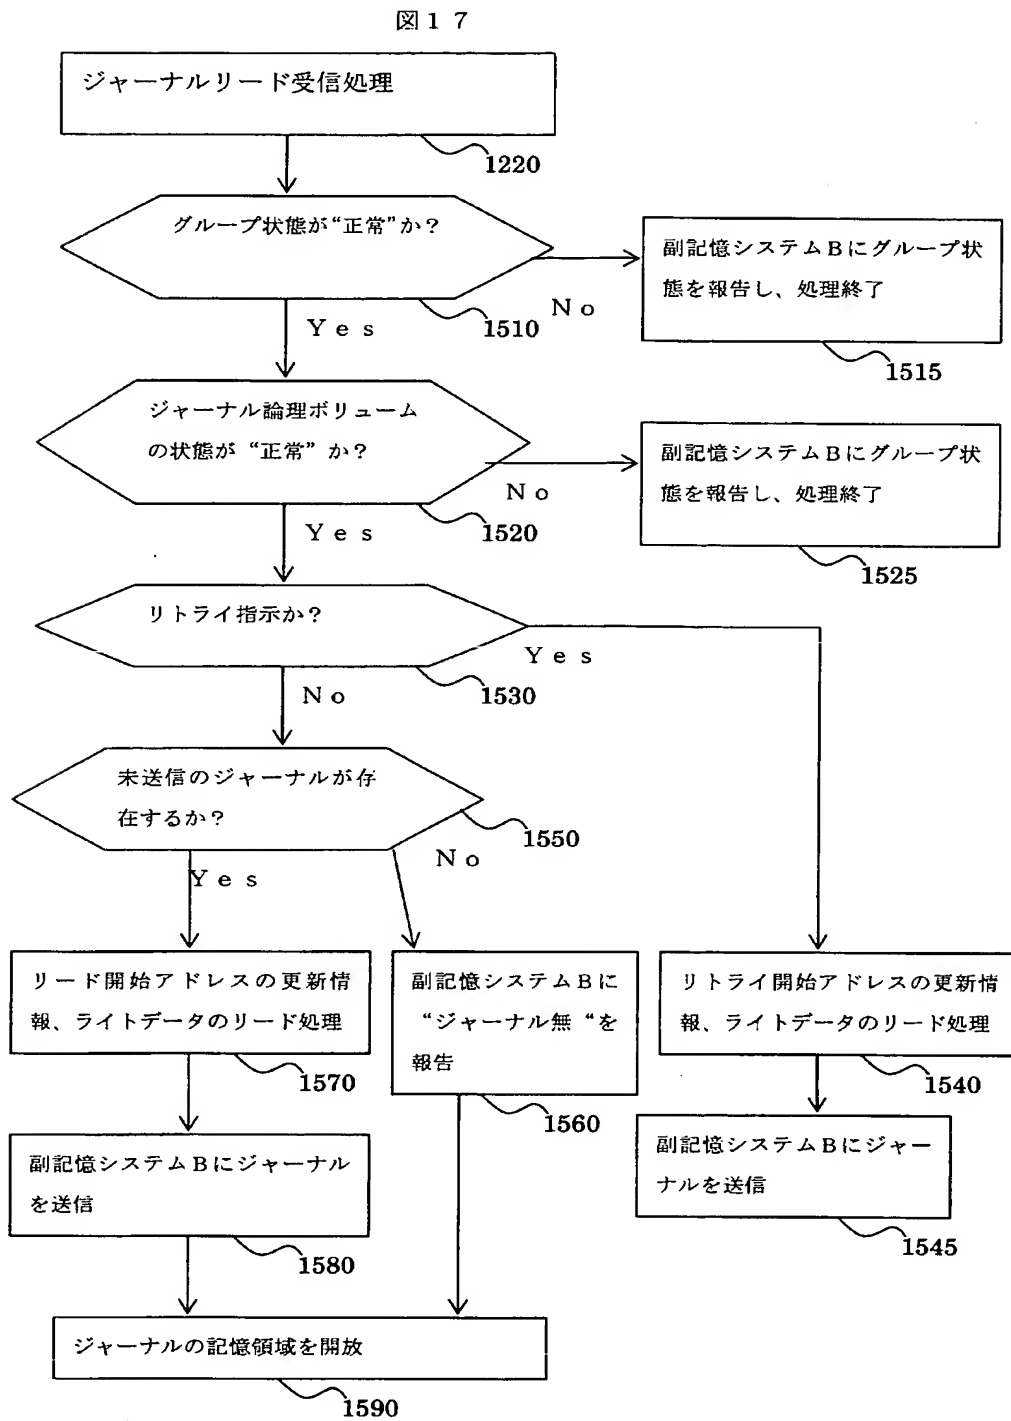 図１７
ジャーナルリード受信処理
1220
グループ状態が“正常”か？
1510
No
Yes
副記憶システムＢにグループ状
態を報告し、処理終了
1515
ジャーナル論理ボリューム
の状態が“正常”か？
1520
No
Yes
副記憶システムＢにグループ状
態を報告し、処理終了
1525
リトライ指示か？
1530
Yes
No
未送信のジャーナルが存
在するか？
1550
No
Yes
リード開始アドレスの更新情
報、ライトデータのリード処理
1570
副記憶システムＢに
“ジャーナル無“を
報告
1560
リトライ開始アドレスの更新情
報、ライトデータのリード処理
1540
副記憶システムＢにジャーナル
を送信
1580
副記憶システムＢにジャー
ナルを送信
1545
ジャーナルの記憶領域を開放
1590